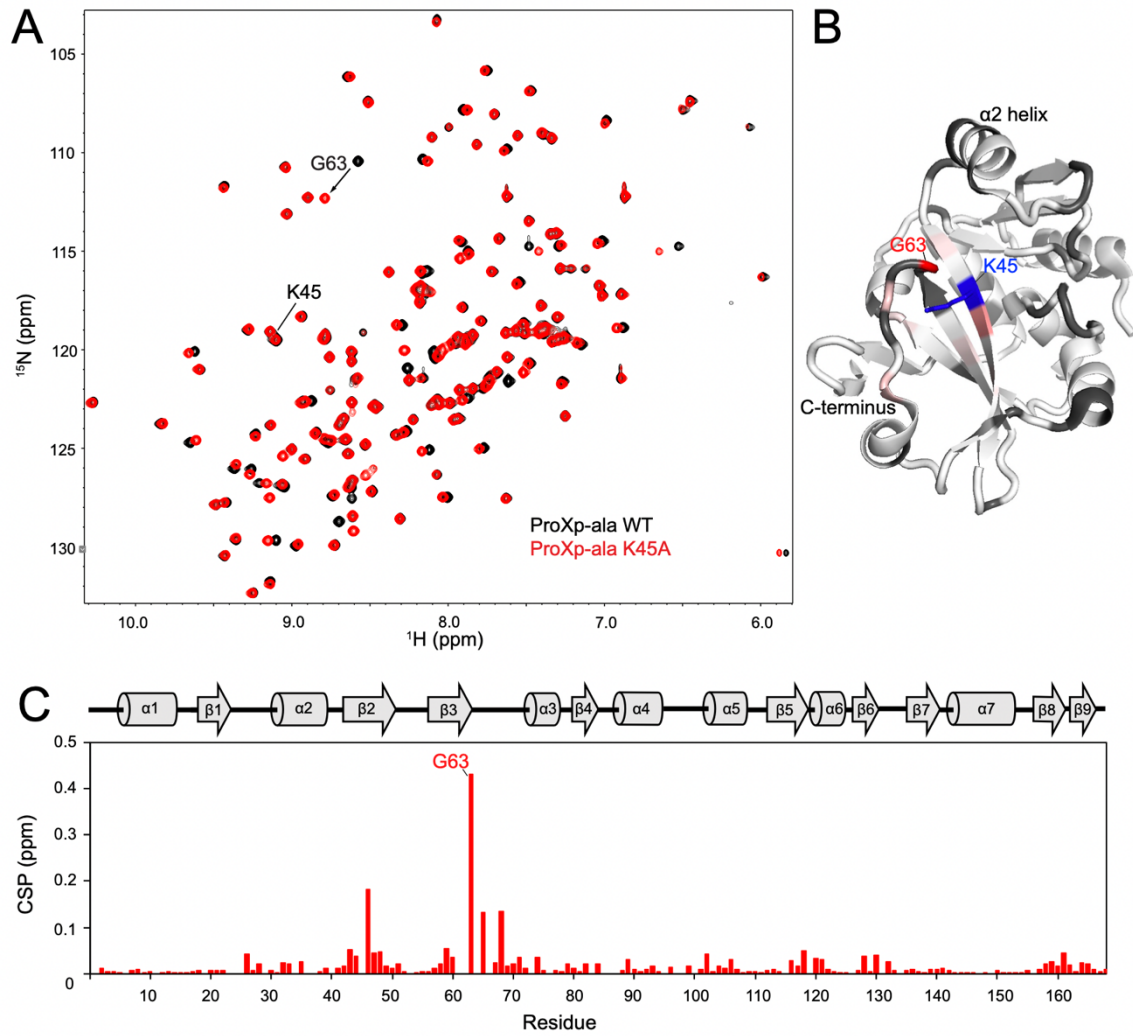 A
B
105
110
115
120
125
130
¹⁵N (ppm)
G63
K45
ProXp-ala WT
ProXp-ala K45A
10.0 9.0 8.0 7.0 6.0
¹H (ppm)
α2 helix
G63
K45
C-terminus
C
α1 β1 α2 β2 β3 α3 β4 α4 α5 β5 α6 β6 β7 α7 β8 β9
0.5
0.4
0.3
0.2
0.1
0
CSP (ppm)
G63
10 20 30 40 50 60 70 80 90 100 110 120 130 140 150 160
Residue